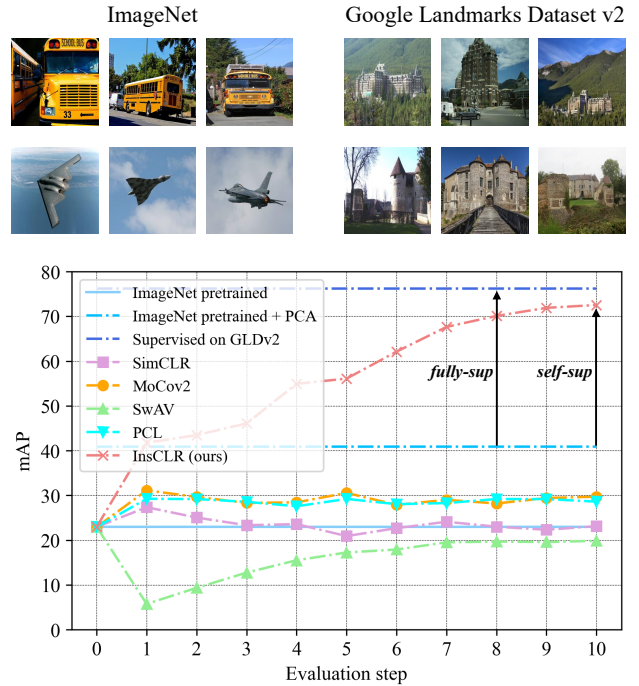 ImageNet
Google Landmarks Dataset v2
SCHOOL BUS
33
80
70
60
50
40
30
20
10
0
mAP
ImageNet pretrained
ImageNet pretrained + PCA
Supervised on GLDv2
SimCLR
MoCov2
SwAV
PCL
InsCLR (ours)
fully-sup
self-sup
0 1 2 3 4 5 6 7 8 9 10
Evaluation step